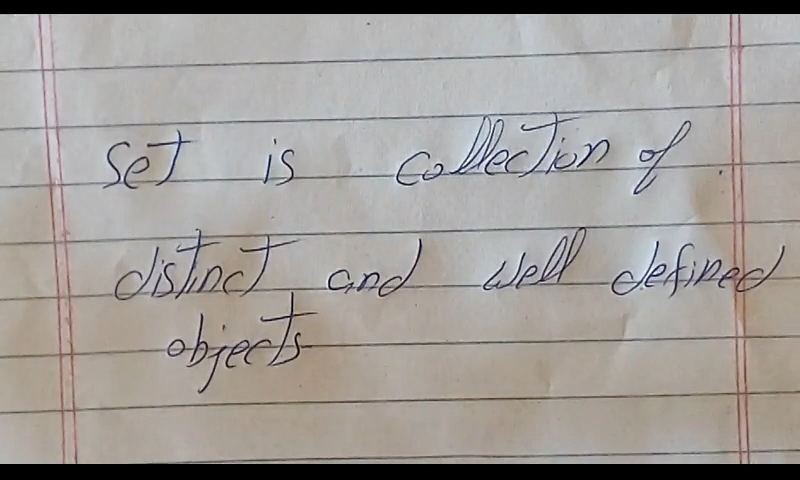 Set is collection of
distinct and well defined
objects